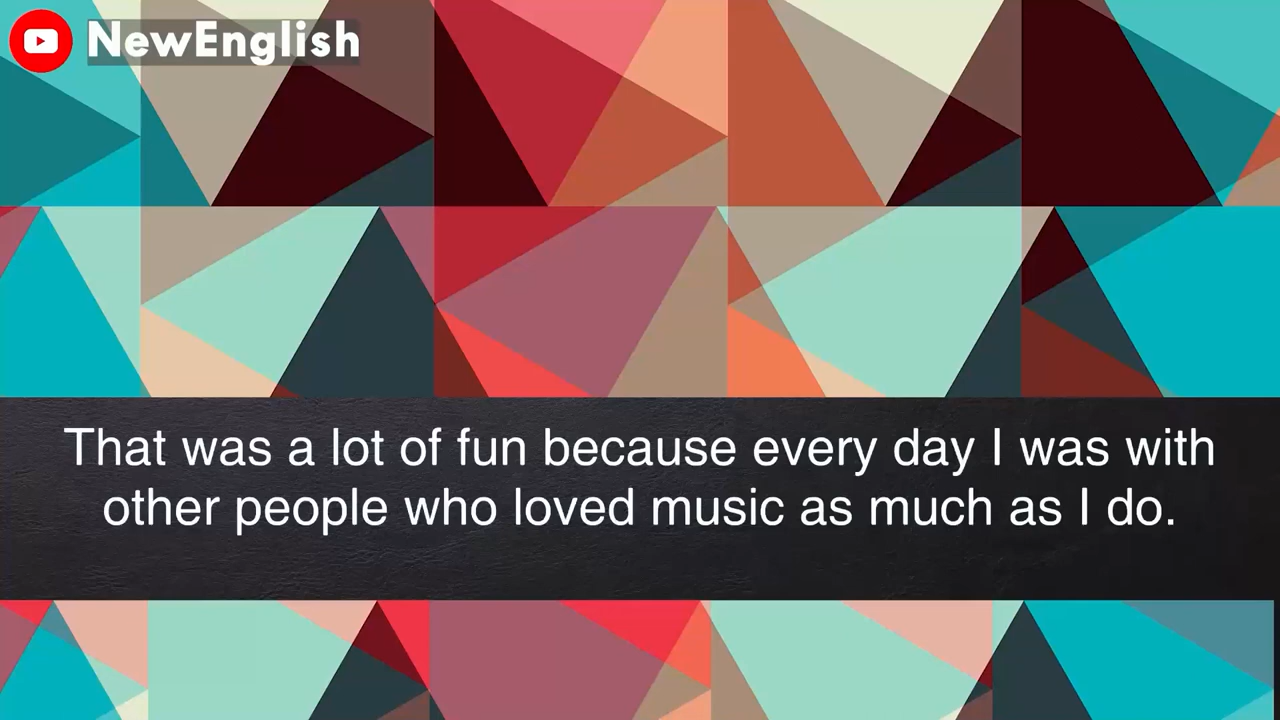 NewEnglish
That was a lot of fun because every day I was with
other people who loved music as much as I do.